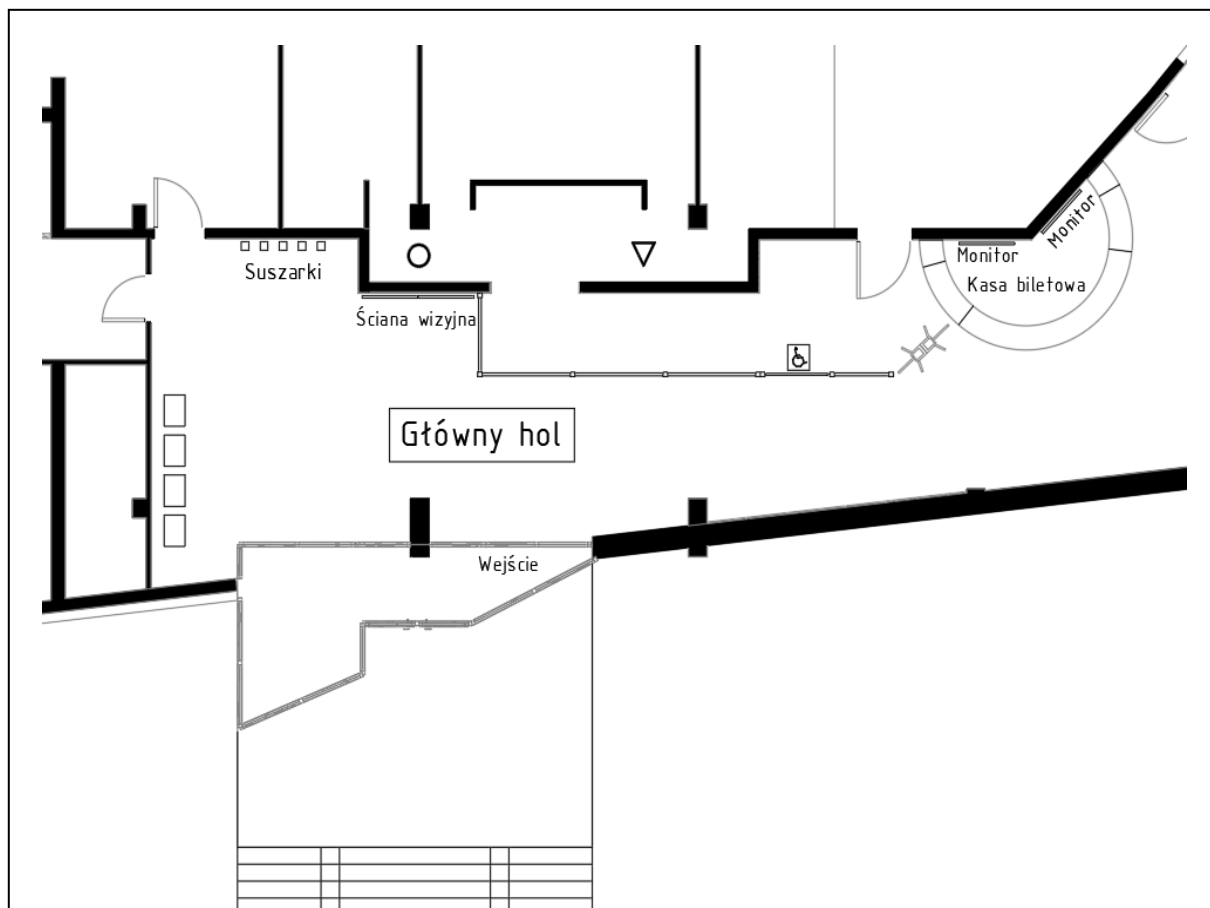 Suszarki
Ściana wizyjna
Monitor
Monitor
Kasa biletowa
Główny hol
Wejście